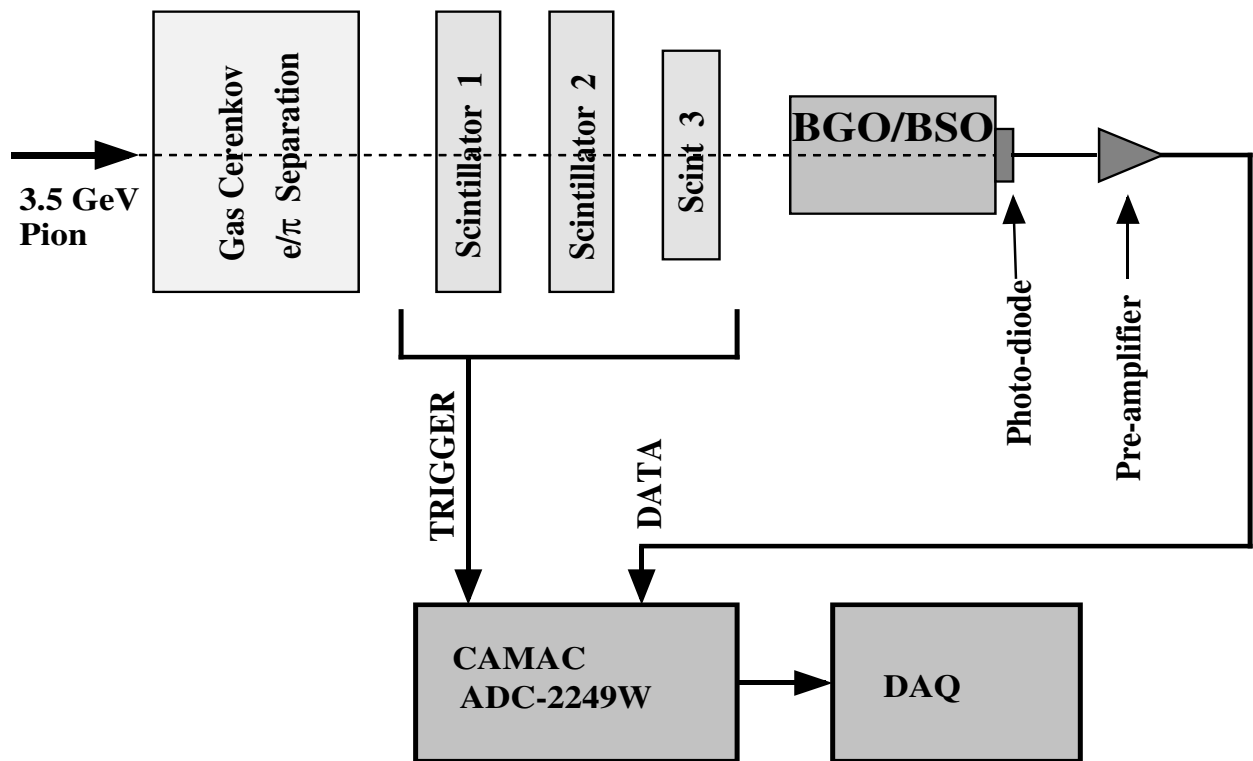 3.5 GeV
Pion
Gas Cerenkov
e/π Separation
Scintillator 1
Scintillator 2
Scint 3
BGO/BSO
Photo-diode
Pre-amplifier
TRIGGER
DATA
CAMAC
ADC-2249W
DAQ